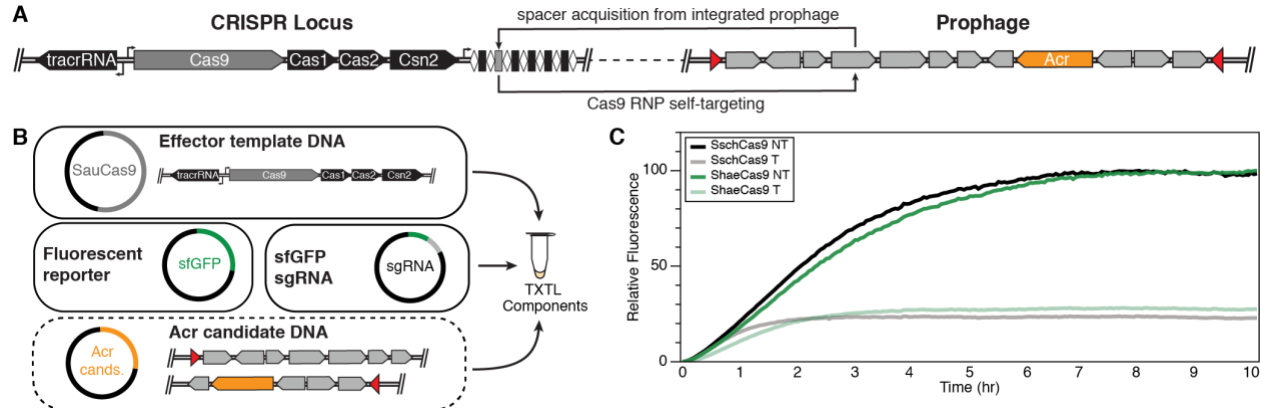 A
CRISPR Locus
spacer acquisition from integrated prophage
Prophage
tracrRNA
Cas9
Cas1
Cas2
Csn2
Acr
Cas9 RNP self-targeting
B
Effector template DNA
SauCas9
tracrRNA
Cas9
Cas1
Cas2
Csn2
Fluorescent
reporter
sfGFP
sfGFP
sgRNA
sgRNA
TXTL
Components
Acr candidate DNA
Acr
cands.
C
SschCas9 NT
SschCas9 T
ShaeCas9 NT
ShaeCas9 T
Relative Fluorescence
100
50
0
0 1 2 3 4 5 6 7 8 9 10
Time (hr)